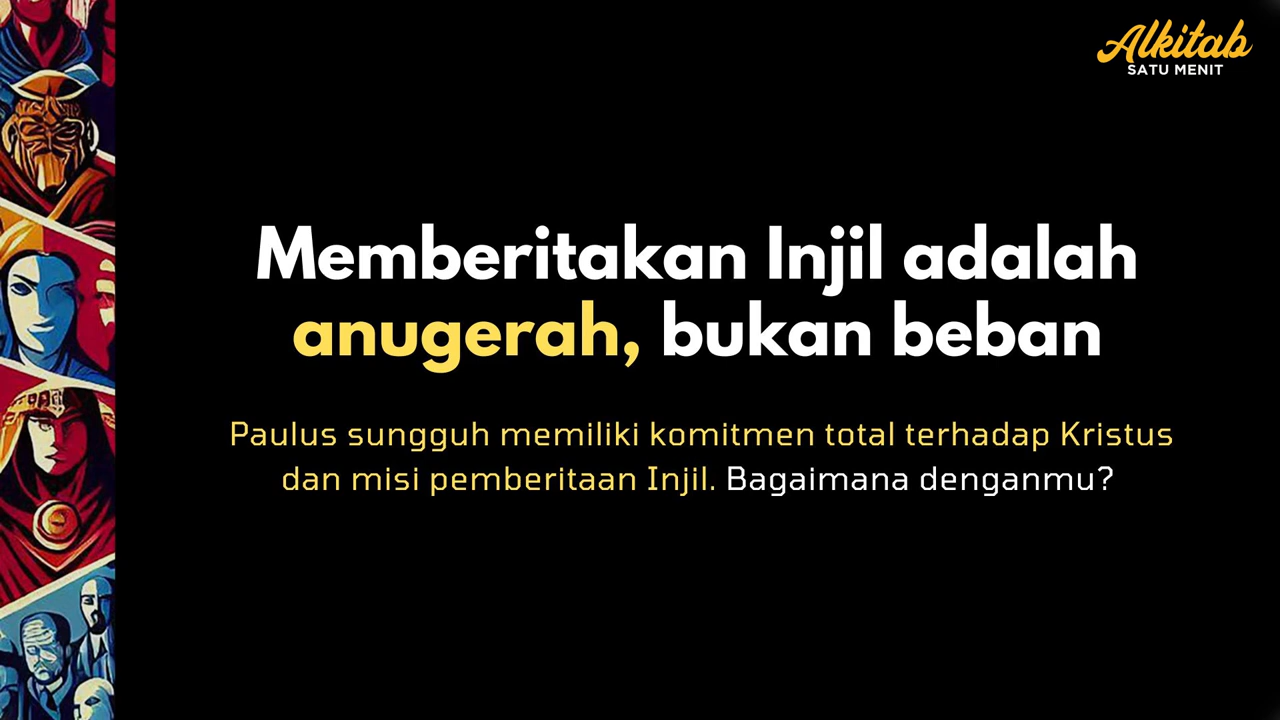 Alkitab
SATU MENIT
Memberitakan Injil adalah
anugerah, bukan beban
Paulus sungguh memiliki komitmen total terhadap Kristus
dan misi pemberitaan Injil. Bagaimana denganmu?